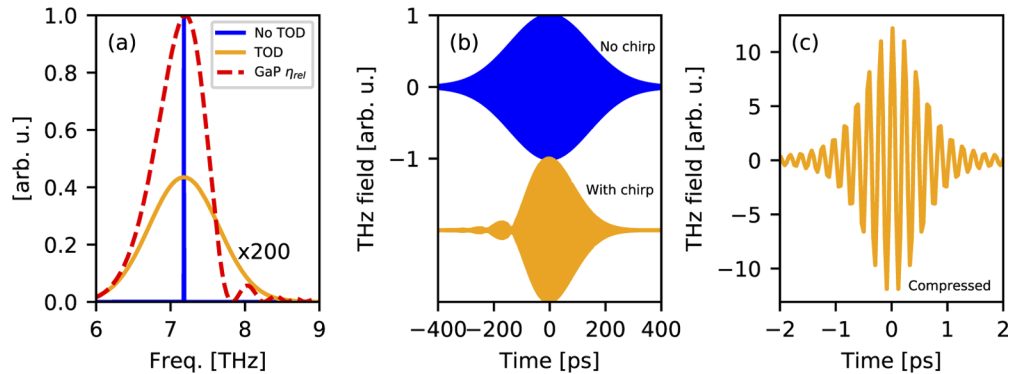 (a)
No TOD
TOD
GaP ηrel
x200
[arb. u.]
1.0
0.8
0.6
0.4
0.2
0.0
6
7
8
9
Freq. [THz]
(b)
No chirp
With chirp
THz field [arb. u.]
1
0
−1
−400
−200
0
200
400
Time [ps]
(c)
Compressed
THz field [arb. u.]
10
5
0
−5
−10
−2
−1
0
1
2
Time [ps]